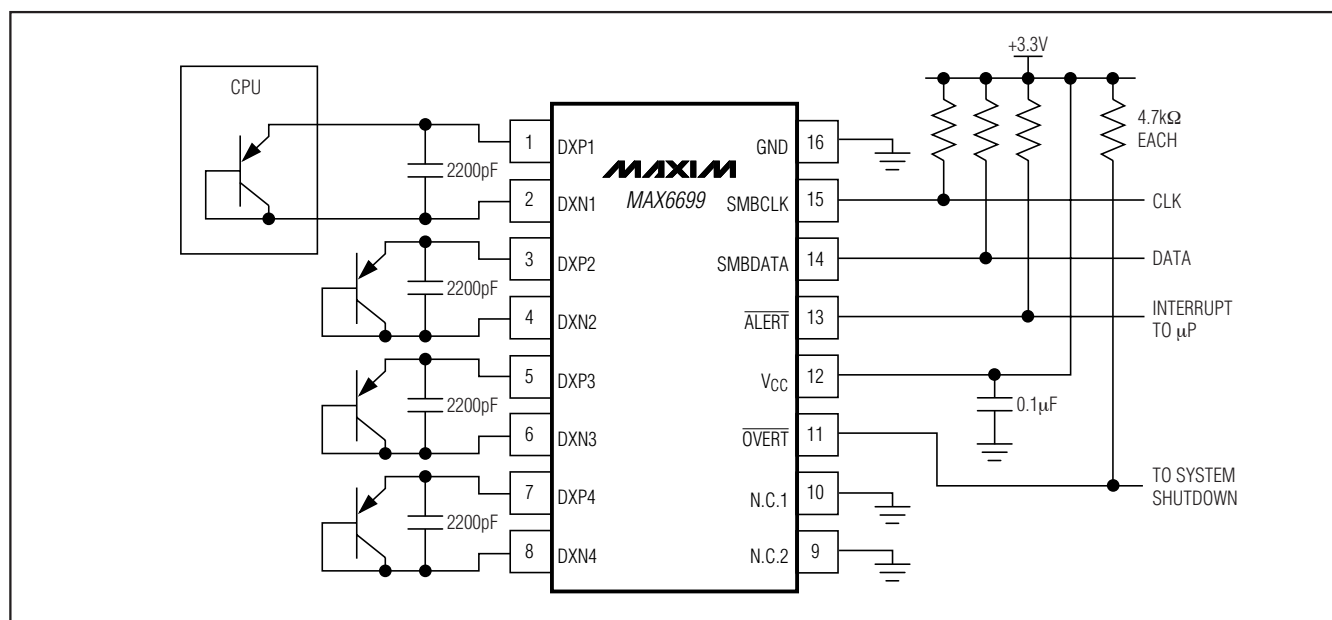 CPU
2200pF
2200pF
2200pF
2200pF
1
2
3
4
5
6
7
8
DXP1
DXN1
DXP2
DXN2
DXP3
DXN3
DXP4
DXN4
MAXIM
MAX6699
GND
SMBCLK
SMBDATA
ALERT
VCC
OVERT
N.C.1
N.C.2
16
15
14
13
12
11
10
9
+3.3V
4.7kΩ
EACH
CLK
DATA
INTERRUPT
TO µP
0.1µF
TO SYSTEM
SHUTDOWN